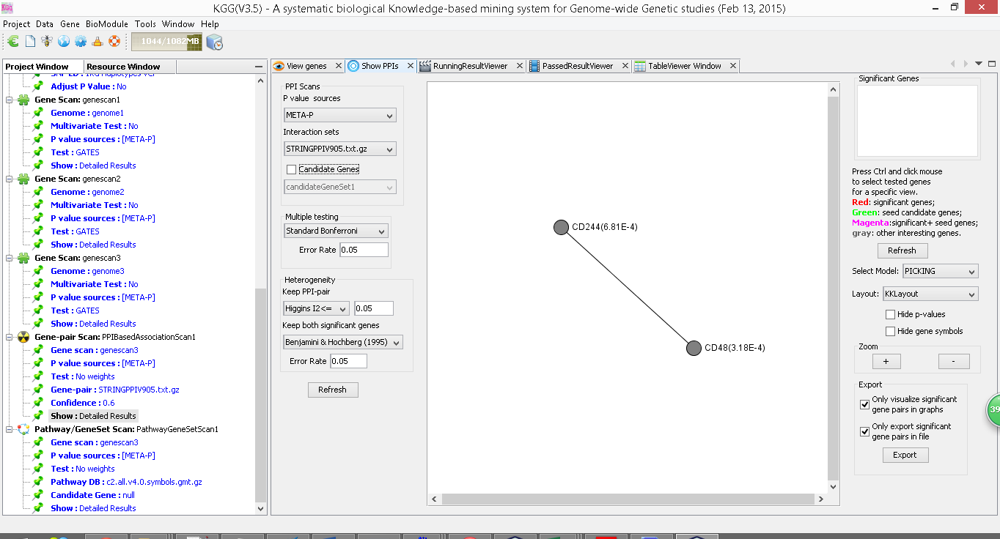 KGG
KGG(V3.5) - A systematic biological Knowledge-based mining system for Genome-wide Genetic studies (Feb 13, 2015)
Project Data Gene BioModule Tools Window Help
1044/1082MB
Project Window
Resource Window
Adjust P Value : No
Gene Scan: genescan1
Genome : genome1
Multivariate Test : No
P value sources : [META-P]
Test : GATES
Show : Detailed Results
Gene Scan: genescan2
Genome : genome2
Multivariate Test : No
P value sources : [META-P]
Test : GATES
Show : Detailed Results
Gene Scan: genescan3
Genome : genome3
Multivariate Test : No
P value sources : [META-P]
Test : GATES
Show : Detailed Results
Gene-pair Scan: PPIBasedAssociationScan1
Gene scan : genescan3
P value sources : [META-P]
Test : No weights
Gene-pair : STRINGPPIV905.txt.gz
Confidence : 0.6
Show : Detailed Results
Pathway/GeneSet Scan: PathwayGeneSetScan1
Gene scan : genescan3
P value sources : [META-P]
Test : No weights
Pathway DB : c2.all.v4.0.symbols.gmt.gz
Candidate Gene : null
Show : Detailed Results
View genes
Show PPIs
RunningResultViewer
PassedResultViewer
TableViewer Window
PPI Scans
P value sources
META-P
Interaction sets
STRINGPPIV905.txt.gz
Candidate Genes
candidateGeneSet1
Multiple testing
Standard Bonferroni
Error Rate 0.05
Heterogeneity
Keep PPI-pair
Higgins I2<= 0.05
Keep both significant genes
Benjamini & Hochberg (1995)
Error Rate 0.05
Refresh
CD244(6.81E-4)
CD48(3.18E-4)
Significant Genes
Press Ctrl and click mouse
to select tested genes
for a specific view.
Red: significant genes;
Green: seed candidate genes;
Magenta:significant+ seed genes;
gray: other interesting genes.
Refresh
Select Model: PICKING
Layout: KKLayout
Hide p-values
Hide gene symbols
Zoom
+ -
Export
Only visualize significant
gene pairs in graphs
Only export significant
gene pairs in file
Export